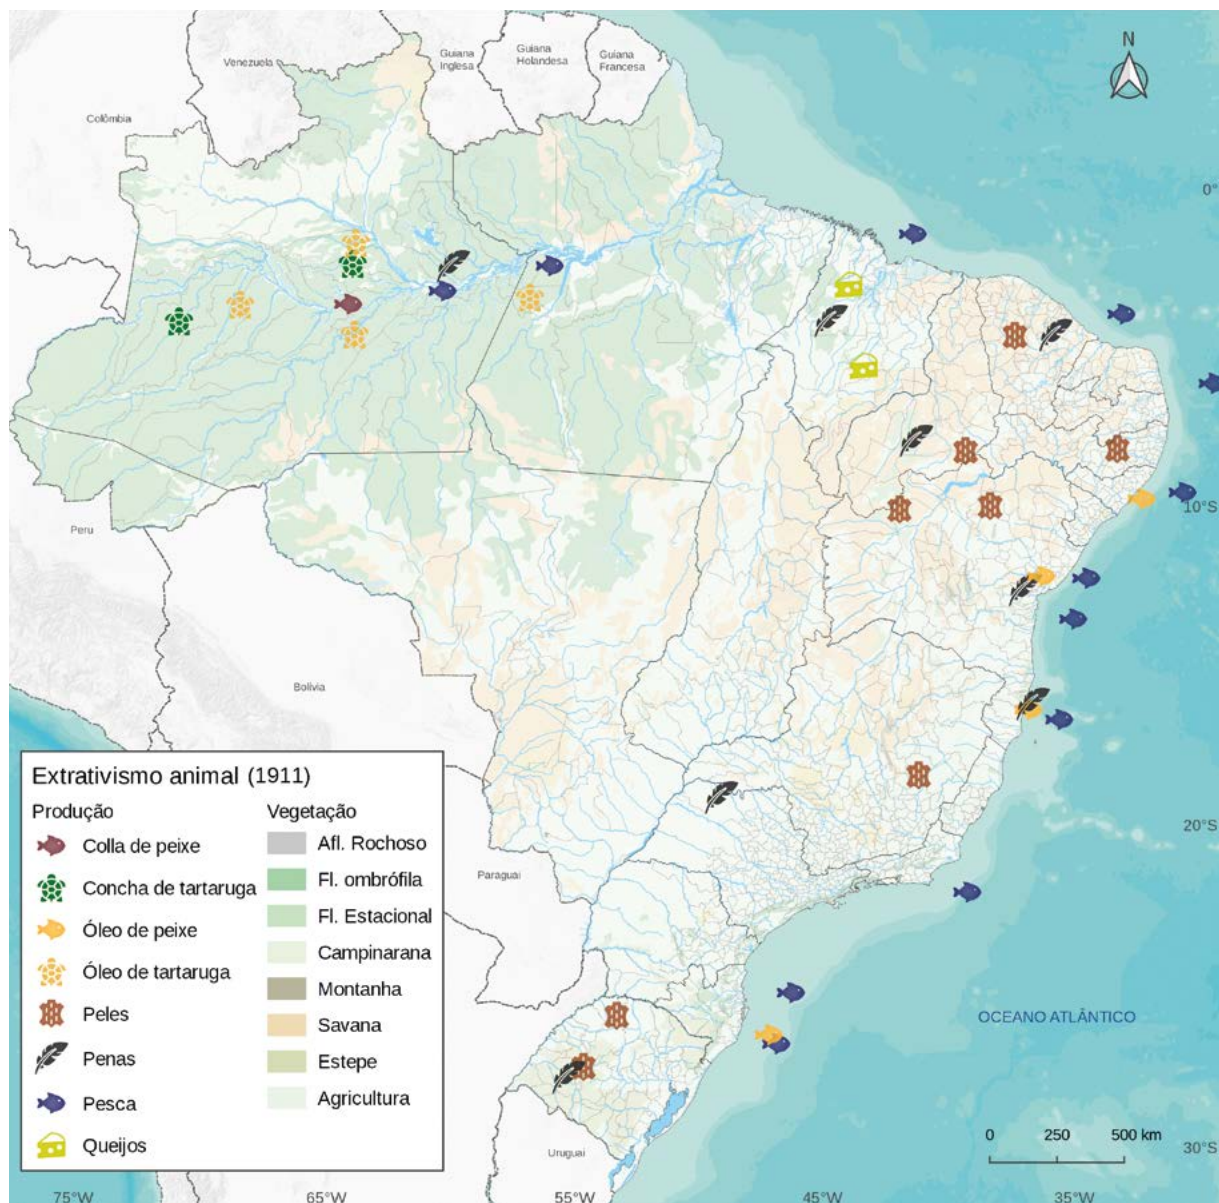 N
Venezuela
Guiana
Inglesa
Guiana
Holandesa
Guiana
Francesa
Colômbia
0°
Peru
10°S
Bolívia
Paraguai
20°S
OCEANO ATLÂNTICO
Uruguai
0 250 500 km
30°S
75°W 65°W 55°W 45°W 35°W
Extrativismo animal (1911)
Produção
Colla de peixe
Concha de tartaruga
Óleo de peixe
Óleo de tartaruga
Peles
Penas
Pesca
Queijos
Vegetação
Afl. Rochoso
Fl. ombrófila
Fl. Estacional
Campinarana
Montanha
Savana
Estepe
Agricultura